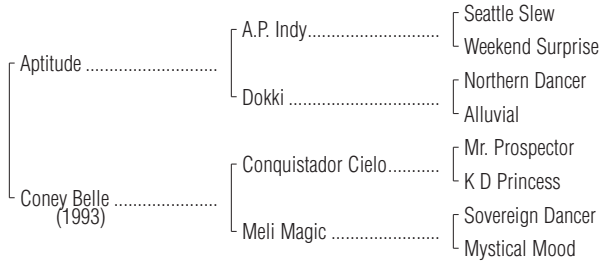 Seattle Slew
A.P. Indy
Weekend Surprise
Aptitude
Northern Dancer
Dokki
Alluvial
Mr. Prospector
Conquistador Cielo
K D Princess
Coney Belle
(1993)
Sovereign Dancer
Meli Magic
Mystical Mood